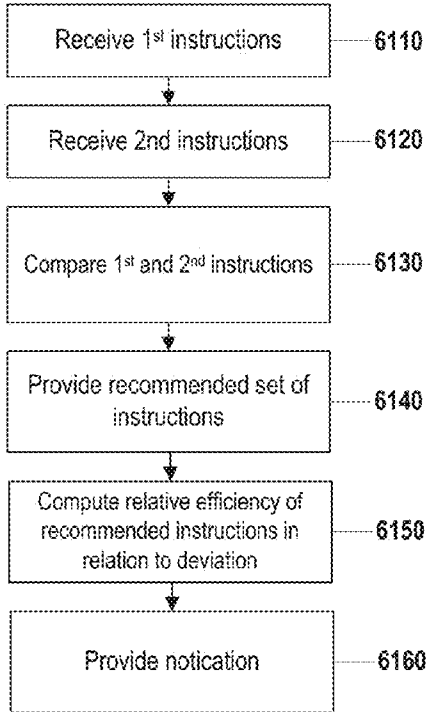 Receive 1st instructions
6110
Receive 2nd instructions
6120
Compare 1st and 2nd instructions
6130
Provide recommended set of
instructions
6140
Compute relative efficiency of
recommended instructions in
relation to deviation
6150
Provide notication
6160